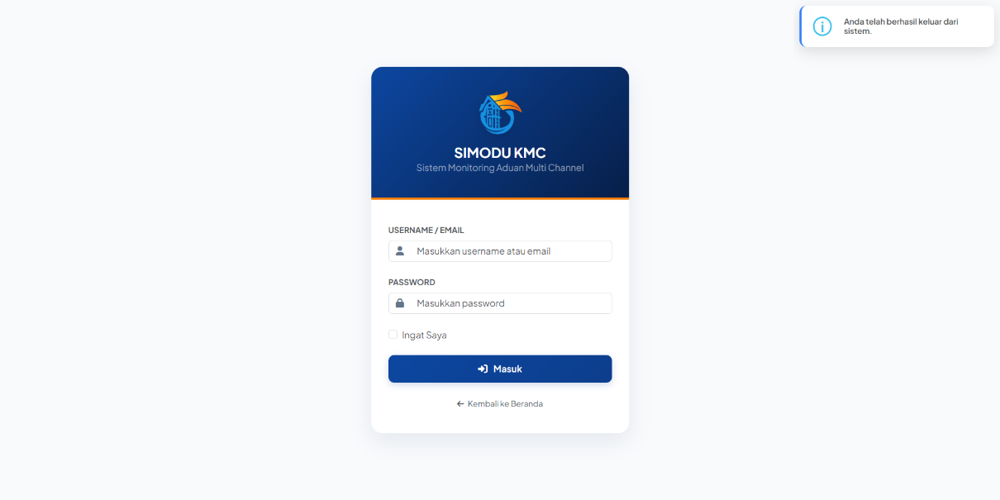 Anda telah berhasil keluar dari
sistem.
SIMODU KMC
Sistem Monitoring Aduan Multi Channel
USERNAME / EMAIL
Masukkan username atau email
PASSWORD
Masukkan password
Ingat Saya
Masuk
Kembali ke Beranda